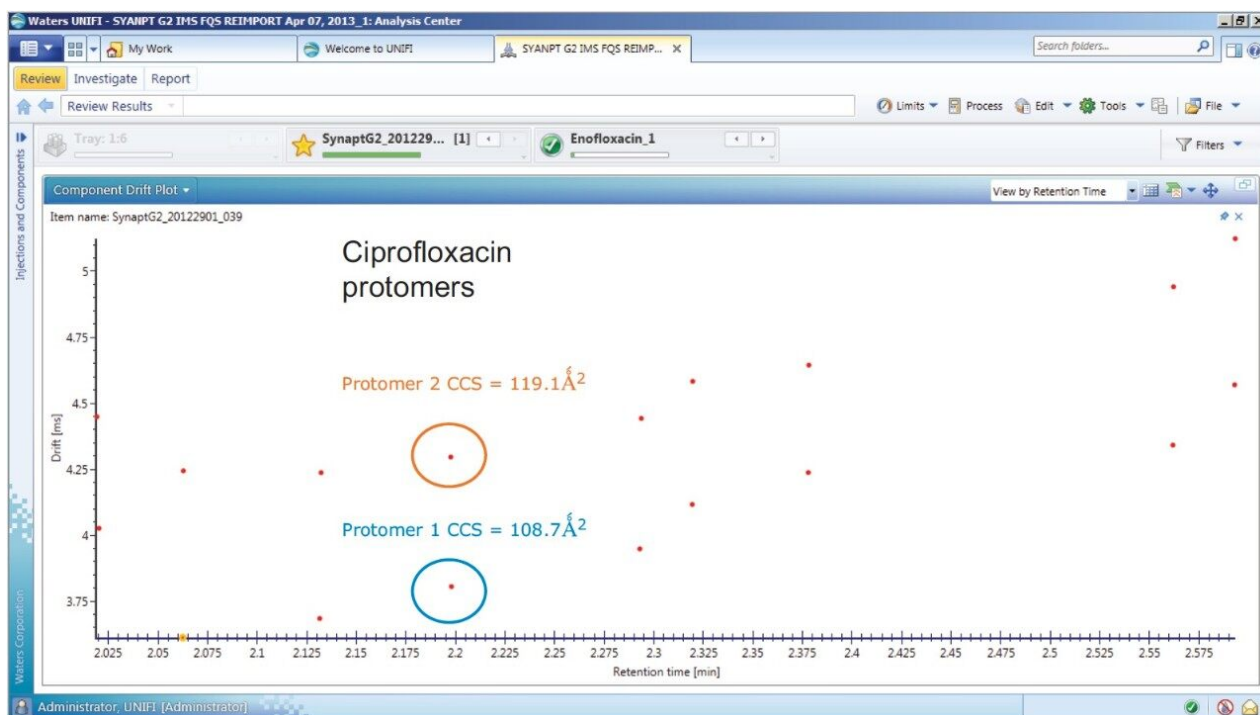 Waters UNIFI - SYANPT G2 IMS FQS REIMPORT Apr 07, 2013_1: Analysis Center
My Work
Welcome to UNIFI
SYANPT G2 IMS FQS REIMP...
Search folders...
Review Investigate Report
Review Results
Limits Process Edit Tools File
Injections and Components
Tray: 1:6
SynaptG2_201229... [1]
Enofloxacin_1
Filters
Component Drift Plot
View by Retention Time
Item name: SynaptG2_20122901_039
Ciprofloxacin
protomers
Protomer 2 CCS = 119.1Å²
Protomer 1 CCS = 108.7Å²
Drift [ms]
5
4.75
4.5
4.25
4
3.75
2.025 2.05 2.075 2.1 2.125 2.15 2.175 2.2 2.225 2.25 2.275 2.3 2.325 2.35 2.375 2.4 2.425 2.45 2.475 2.5 2.525 2.55 2.575
Retention time [min]
Waters Corporation
Administrator, UNIFI [Administrator]